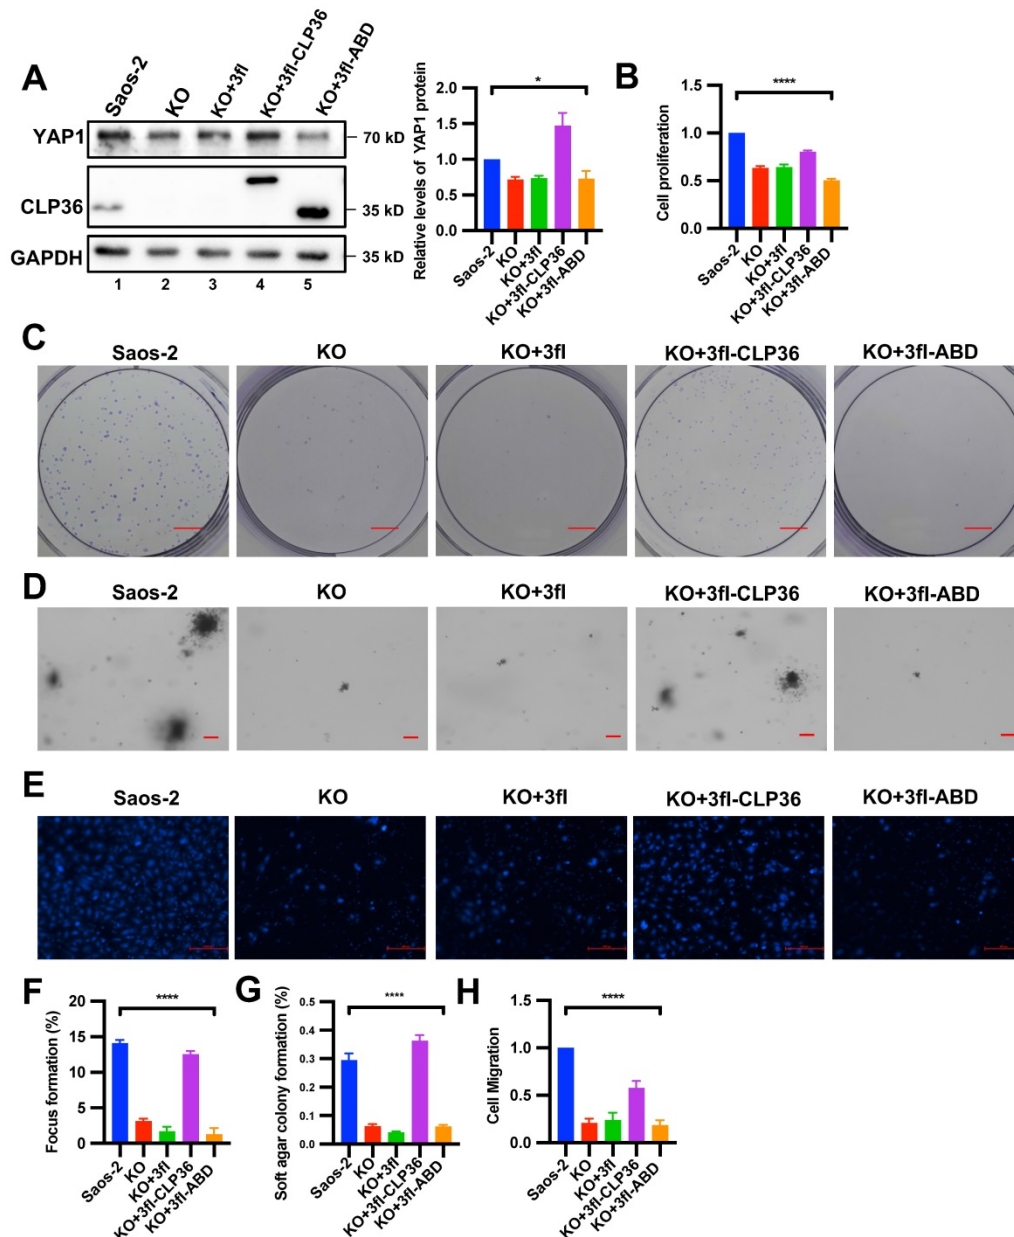 A
Saos-2
KO
KO+3fl
KO+3fl-CLP36
KO+3fl-ABD
YAP1
70 kD
CLP36
35 kD
GAPDH
35 kD
1 2 3 4 5
Relative levels of YAP1 protein
2.0
1.5
1.0
0.5
0.0
*
Saos-2
KO
KO+3fl
KO+3fl-CLP36
KO+3fl-ABD
B
Cell proliferation
1.5
1.0
0.5
0.0
****
Saos-2
KO
KO+3fl
KO+3fl-CLP36
KO+3fl-ABD
C
Saos-2 KO KO+3fl KO+3fl-CLP36 KO+3fl-ABD
D
Saos-2 KO KO+3fl KO+3fl-CLP36 KO+3fl-ABD
E
Saos-2 KO KO+3fl KO+3fl-CLP36 KO+3fl-ABD
F
Focus formation (%)
20
15
10
5
0
****
Saos-2
KO
KO+3fl
KO+3fl-CLP36
KO+3fl-ABD
G
Soft agar colony formation (%)
0.5
0.4
0.3
0.2
0.1
0.0
****
Saos-2
KO
KO+3fl
KO+3fl-CLP36
KO+3fl-ABD
H
Cell Migration
1.5
1.0
0.5
0.0
****
Saos-2
KO
KO+3fl
KO+3fl-CLP36
KO+3fl-ABD